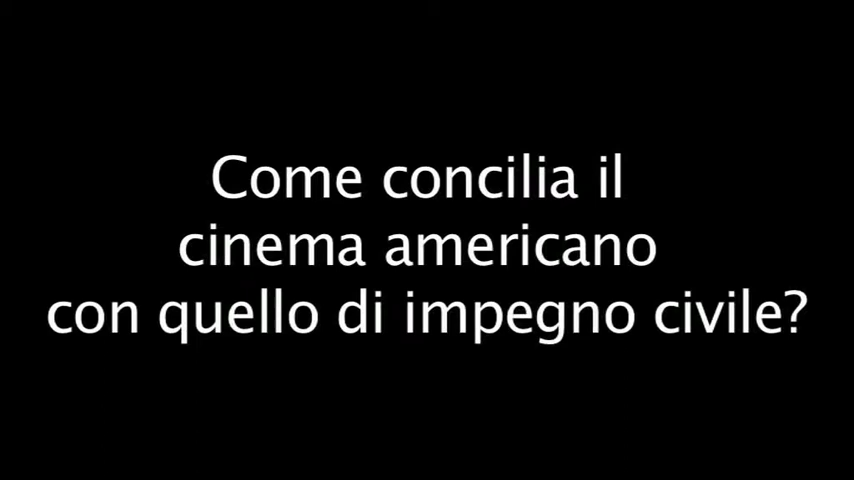 Come concilia il
cinema americano
con quello di impegno civile?